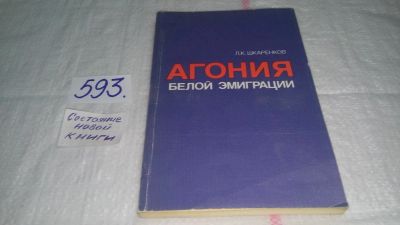 Л.К. ШКАРЕНКОВ
АГОНИЯ
БЕЛОЙ ЭМИГРАЦИИ
593.
Состояние
новой
книги